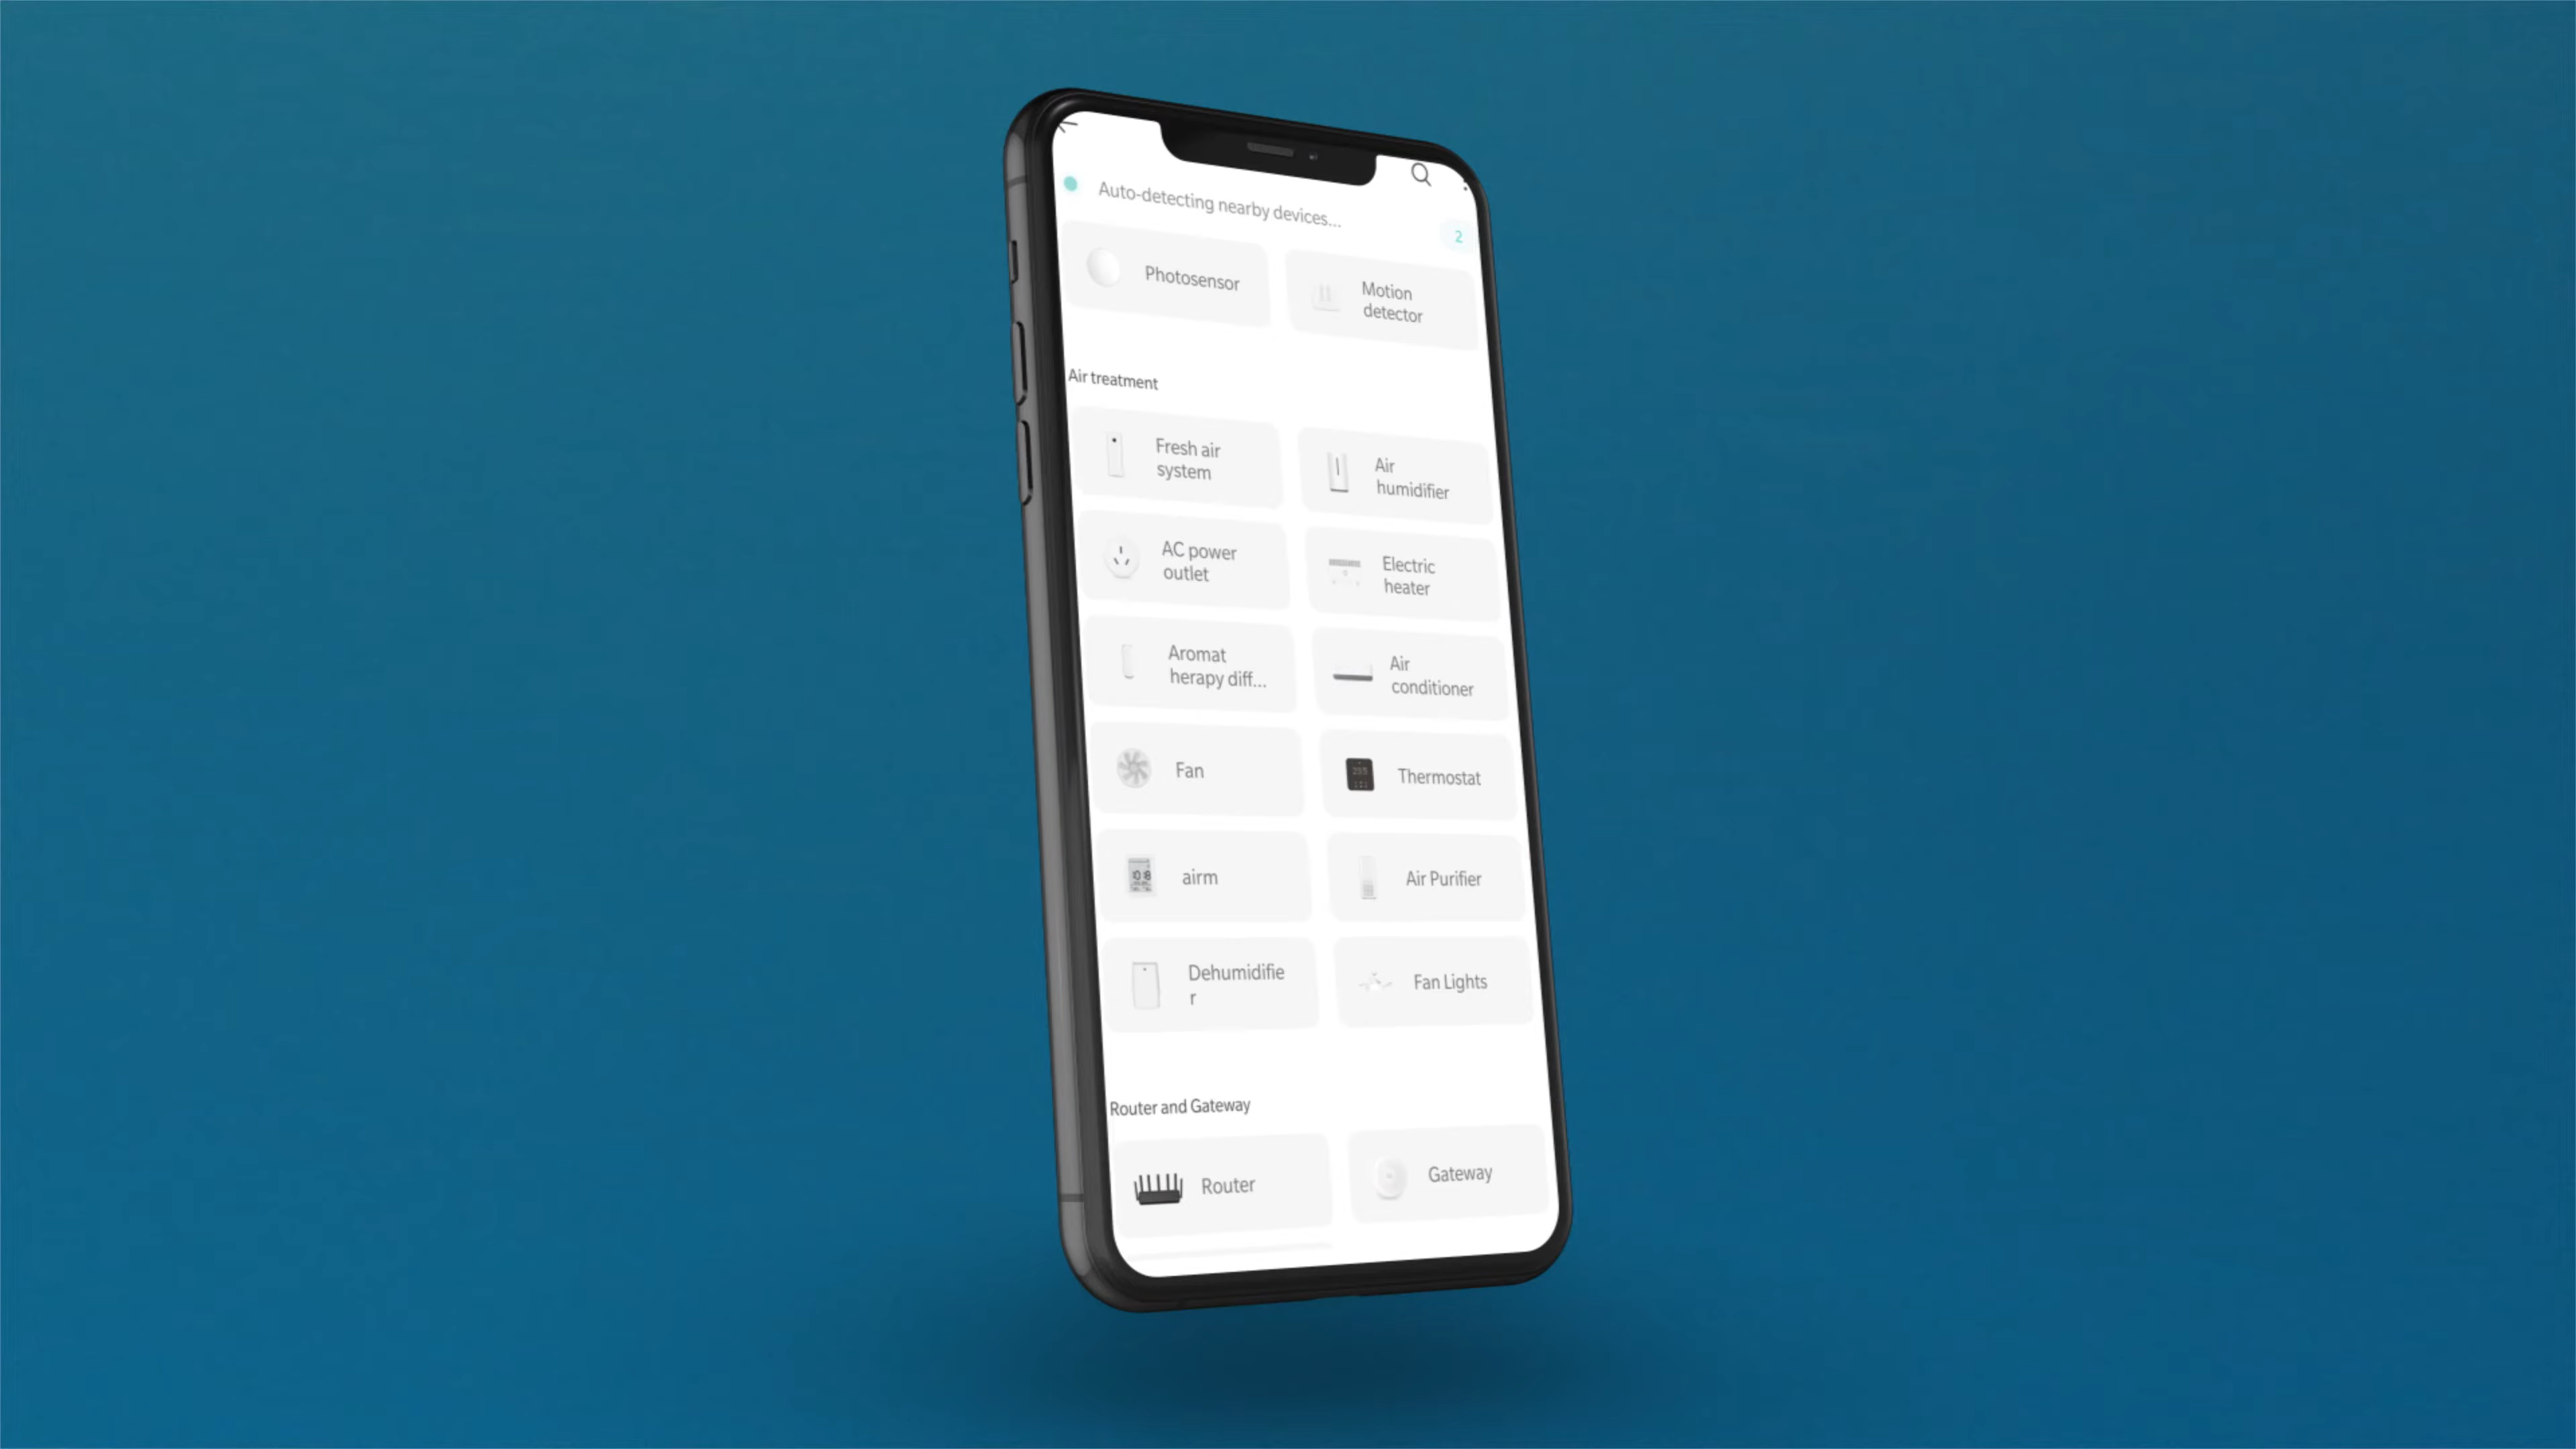 Auto-detecting nearby devices...
2
Photosensor
Motion
detector
Air treatment
Fresh air
system
Air
humidifier
AC power
outlet
Electric
heater
Aromat
herapy diff...
Air
conditioner
Fan
Thermostat
airm
Air Purifier
Dehumidifie
r
Fan Lights
Router and Gateway
Router
Gateway